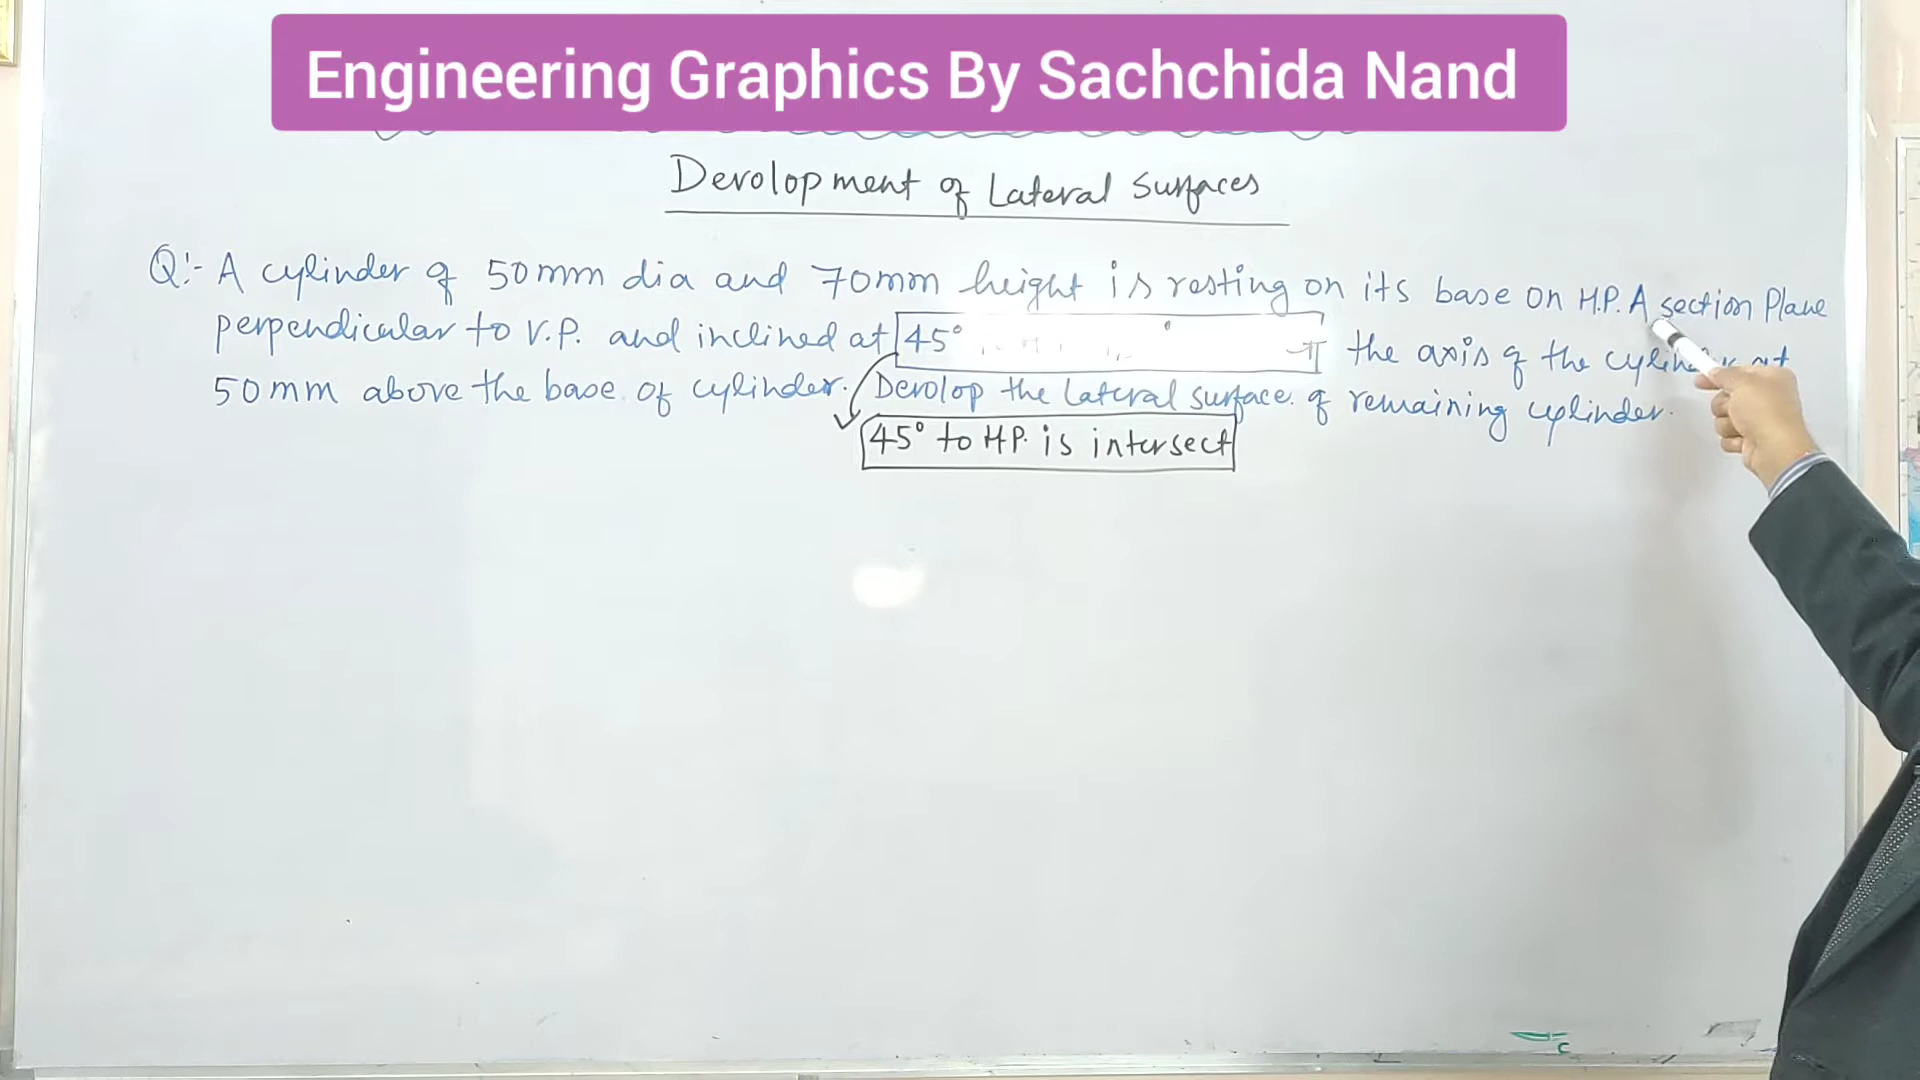 Engineering Graphics By Sachchida Nand
Devolopment of Lateral Surfaces
Q:- A cylinder of 50mm dia and 70mm height is resting on its base on H.P. A section Plane
perpendicular to V.P. and inclined at 45° the axis of the cylinder at
50mm above the base of cylinder. Devolop the lateral surface of remaining cylinder.
45° to H.P. is intersect
c